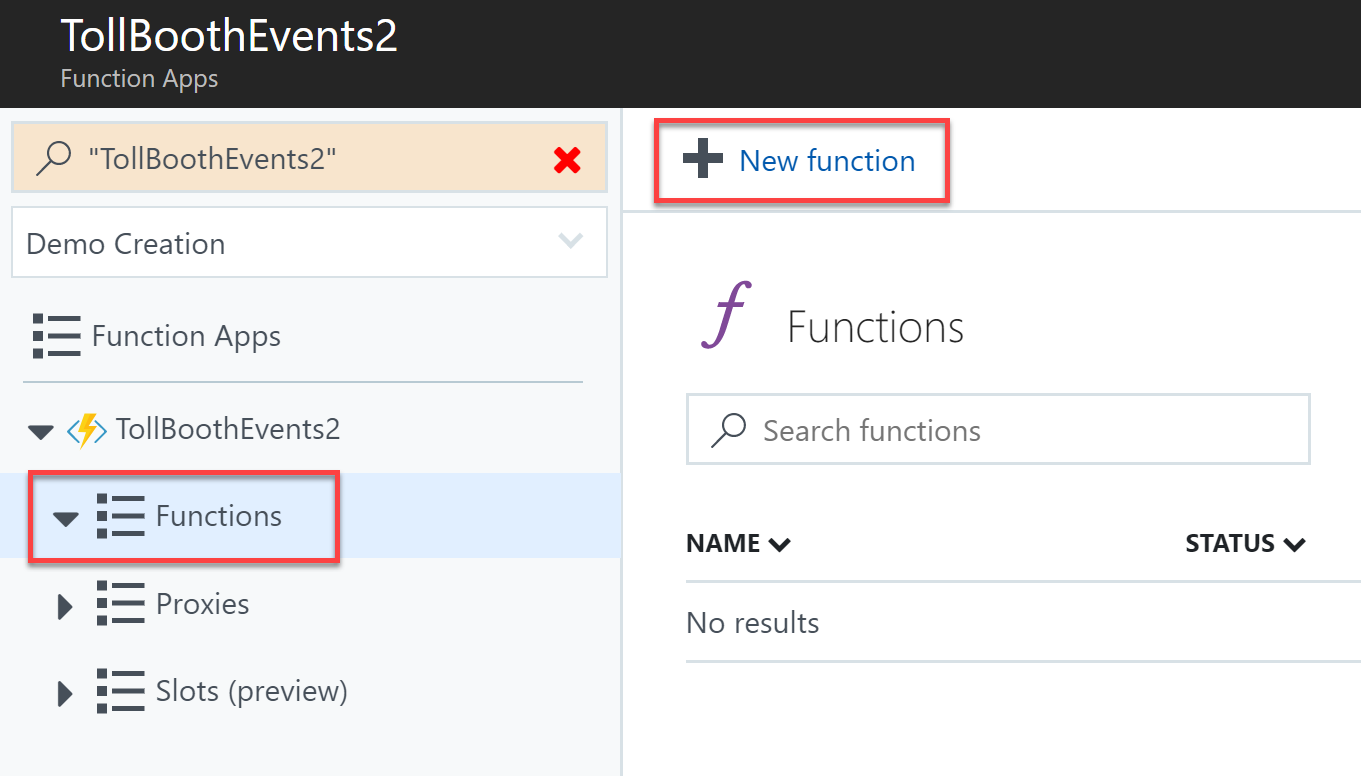 TollBoothEvents2
Function Apps
"TollBoothEvents2"
Demo Creation
Function Apps
TollBoothEvents2
Functions
Proxies
Slots (preview)
New function
Functions
Search functions
NAME STATUS
No results